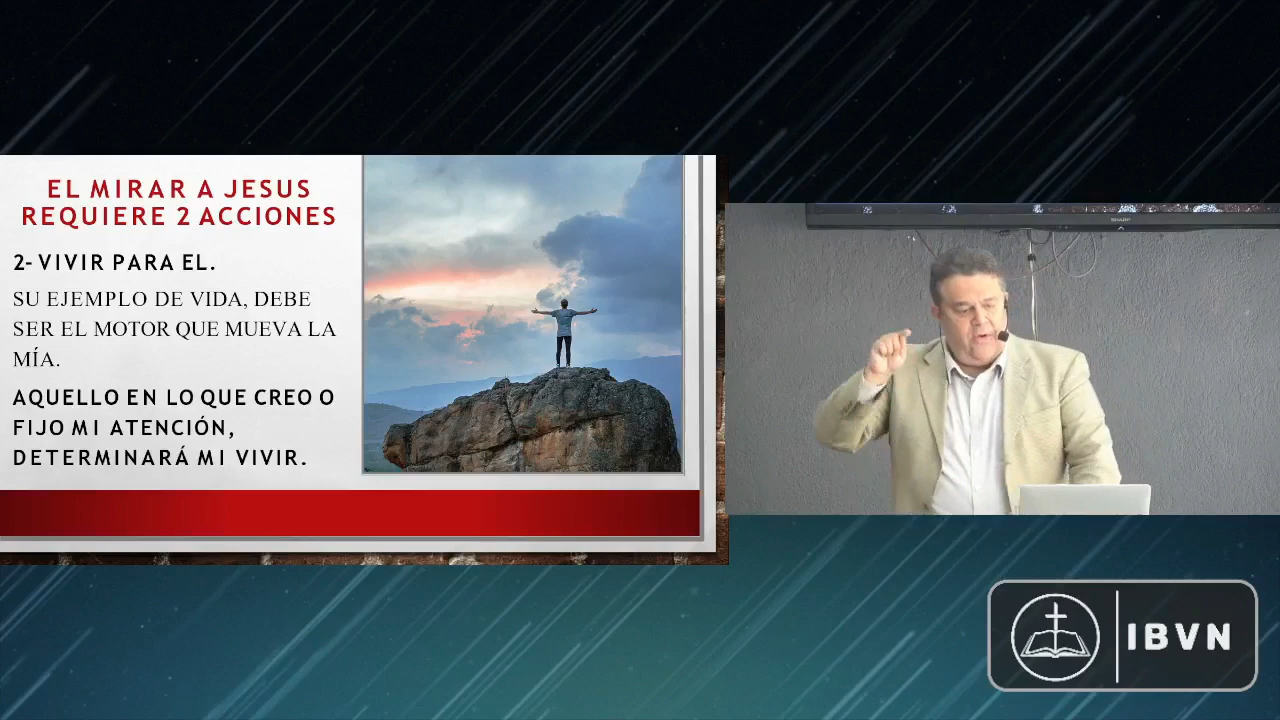 EL MIRAR A JESUS
REQUIERE 2 ACCIONES
2- VIVIR PARA EL.
SU EJEMPLO DE VIDA, DEBE
SER EL MOTOR QUE MUEVA LA
MÍA.
AQUELLO EN LO QUE CREO O
FIJO MI ATENCIÓN,
DETERMINARÁ MI VIVIR.
SHARP
IBVN